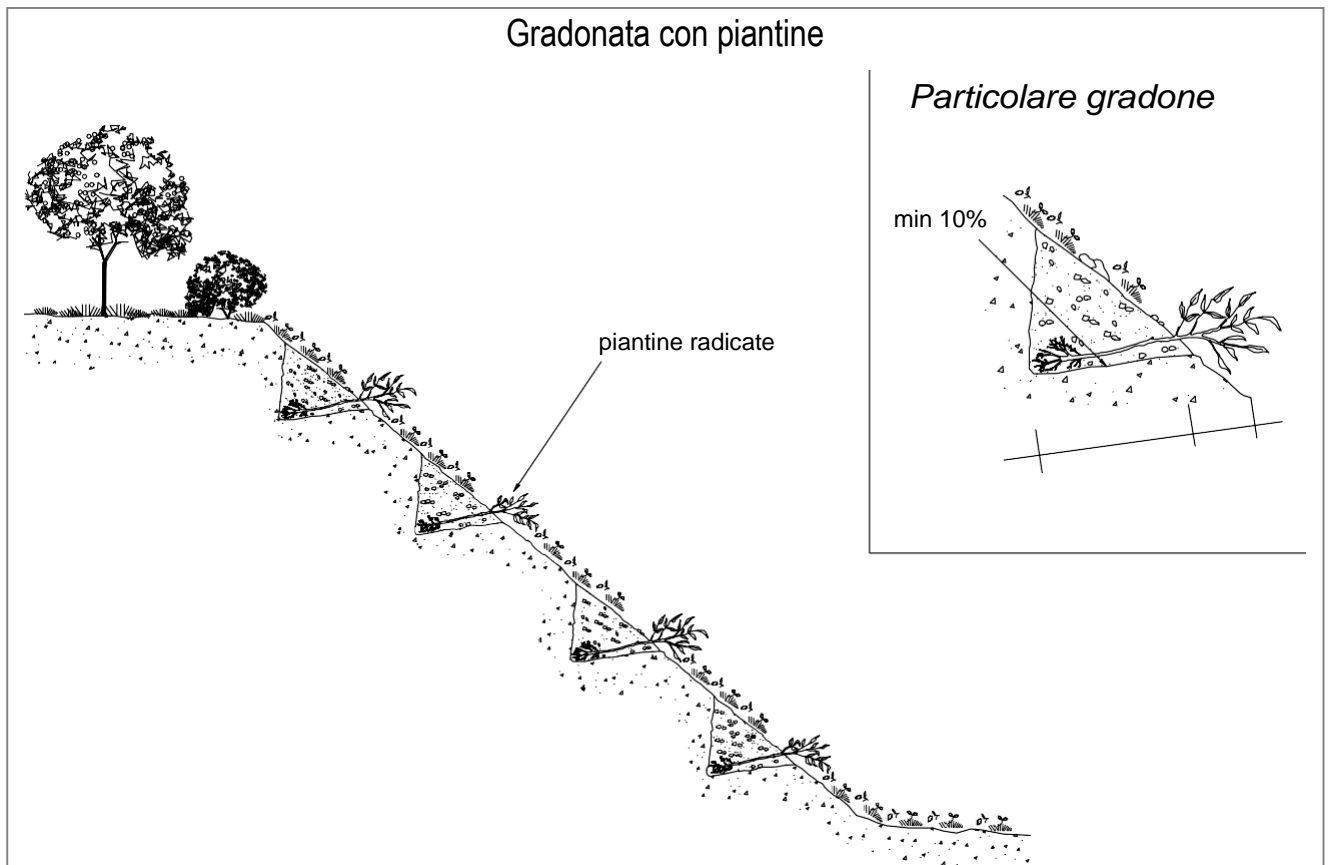 Gradonata con piantine
Particolare gradone
min 10%
piantine radicate